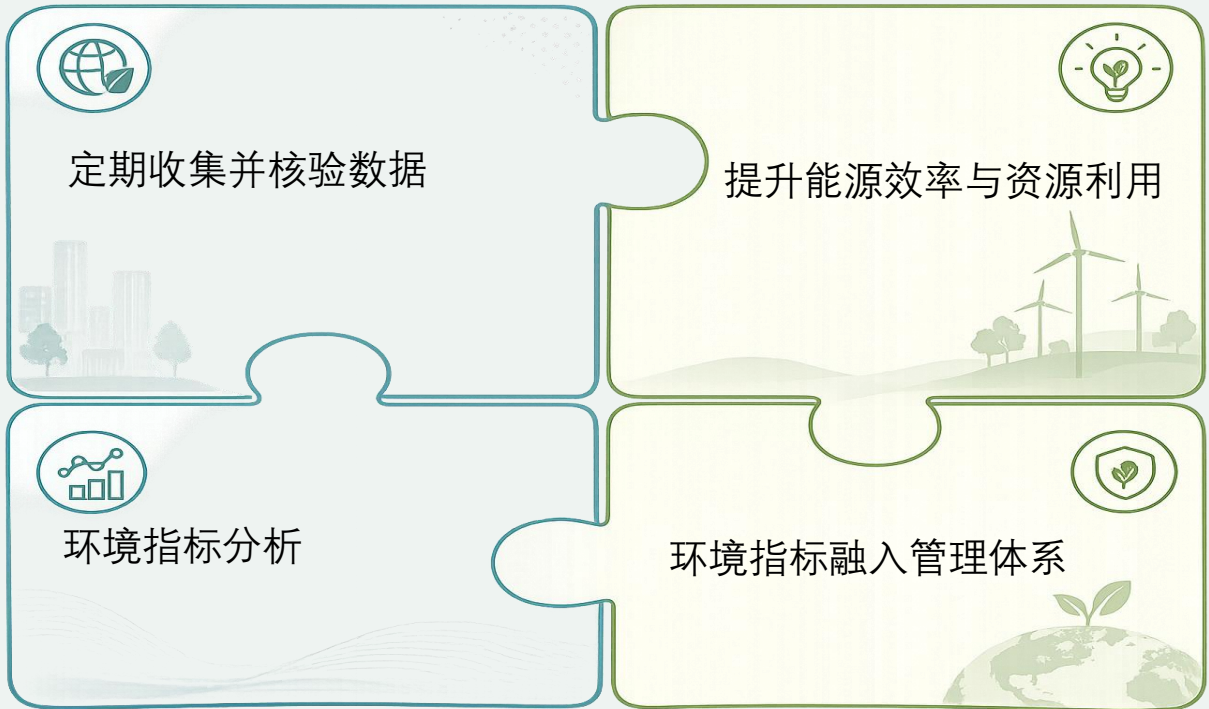 定期收集并核验数据
提升能源效率与资源利用
环境指标分析
环境指标融入管理体系